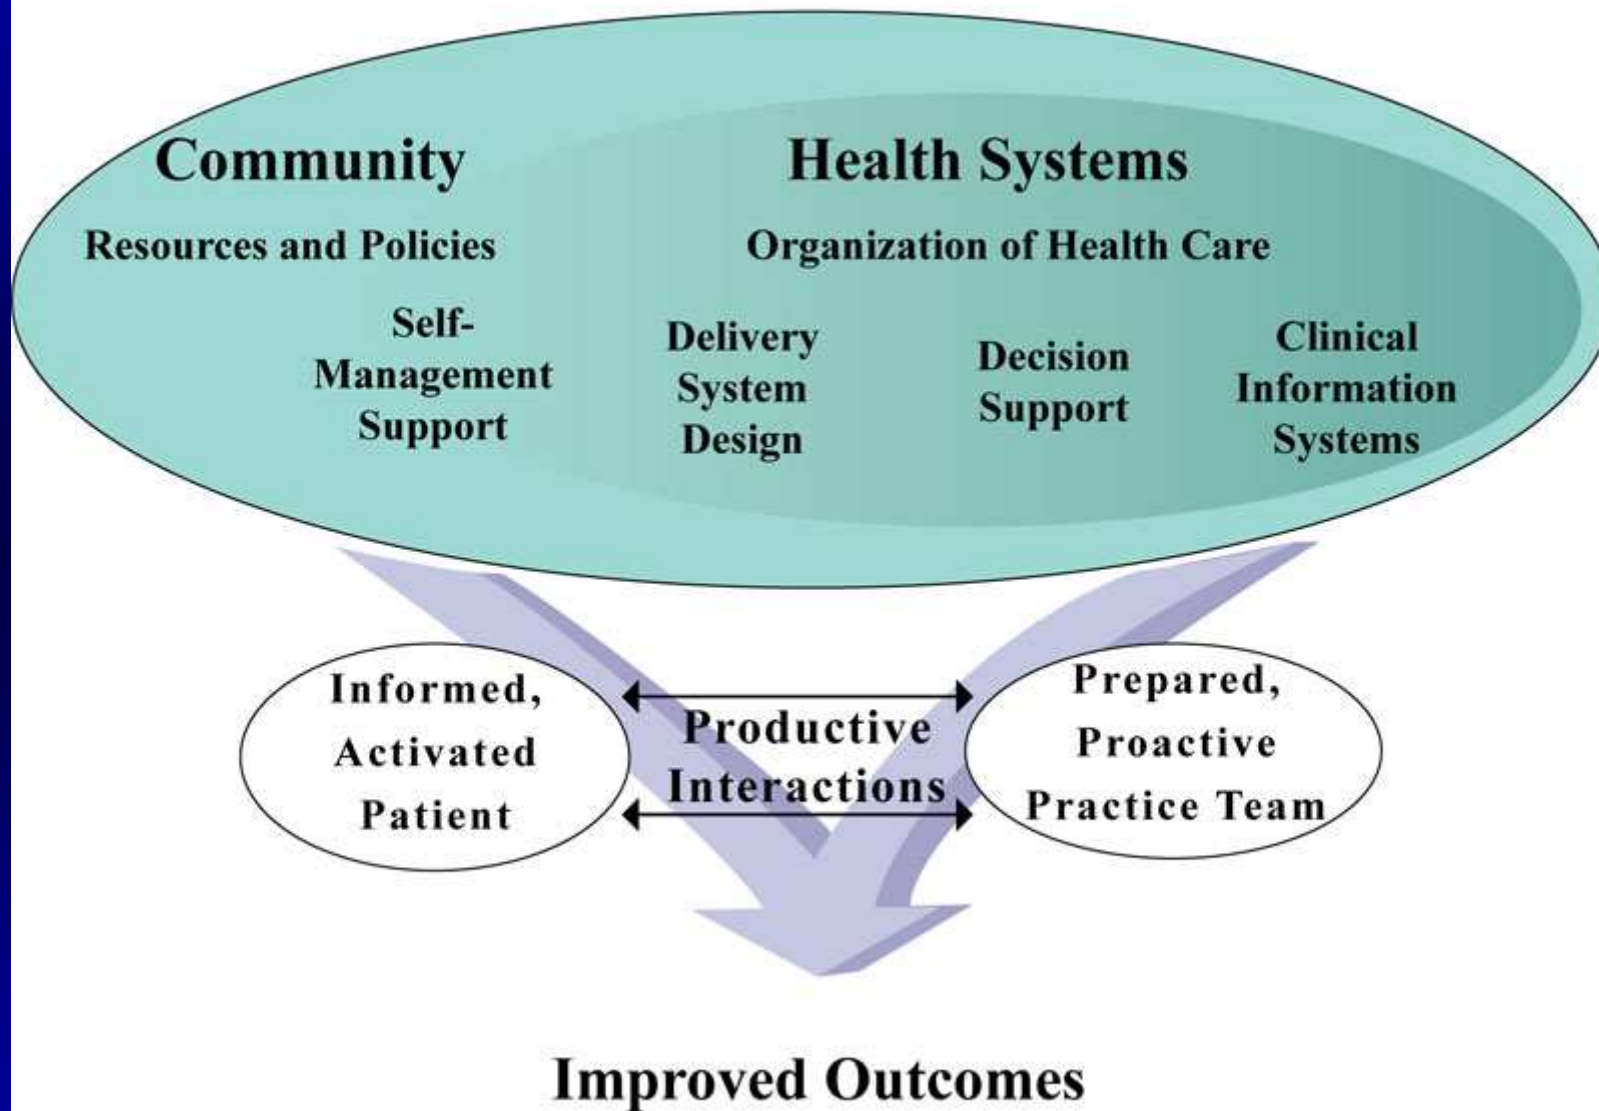 Community
Health Systems
Resources and Policies
Organization of Health Care
Self-
Management
Support
Delivery
System
Design
Decision
Support
Clinical
Information
Systems
Informed,
Activated
Patient
Productive
Interactions
Prepared,
Proactive
Practice Team
Improved Outcomes